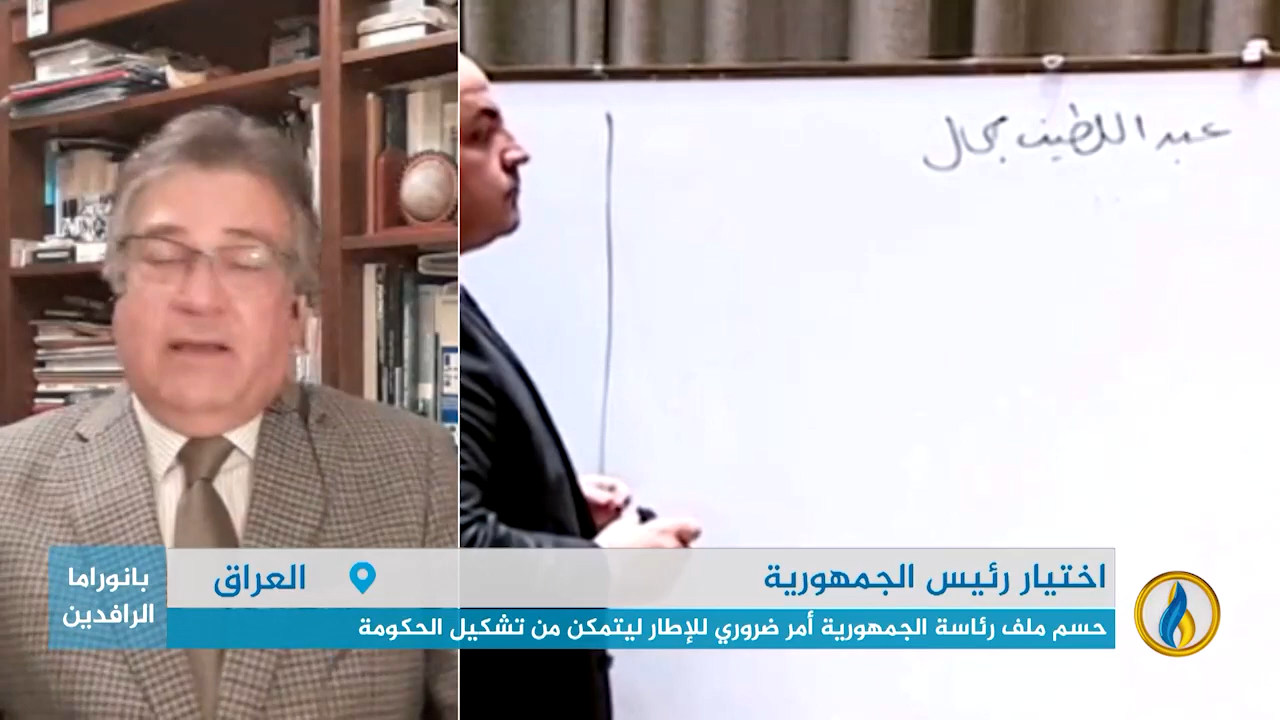 عبد اللطيف جمال
اختيار رئيس الجمهورية
العراق
حسم ملف رئاسة الجمهورية أمر ضروري للإطار ليتمكن من تشكيل الحكومة
بانوراما
الرافدين